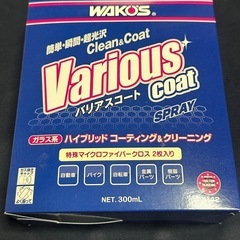 WAKO'S
簡単・瞬間・超光沢
Clean&Coat
Various
coat
バリアスコート
SPRAY
ガラス系 ハイブリッド コーティング&クリーニング
特殊マイクロファイバークロス 2枚入り
自動車 バイク 自転車 金属パーツ 樹脂パーツ
NET. 300mL